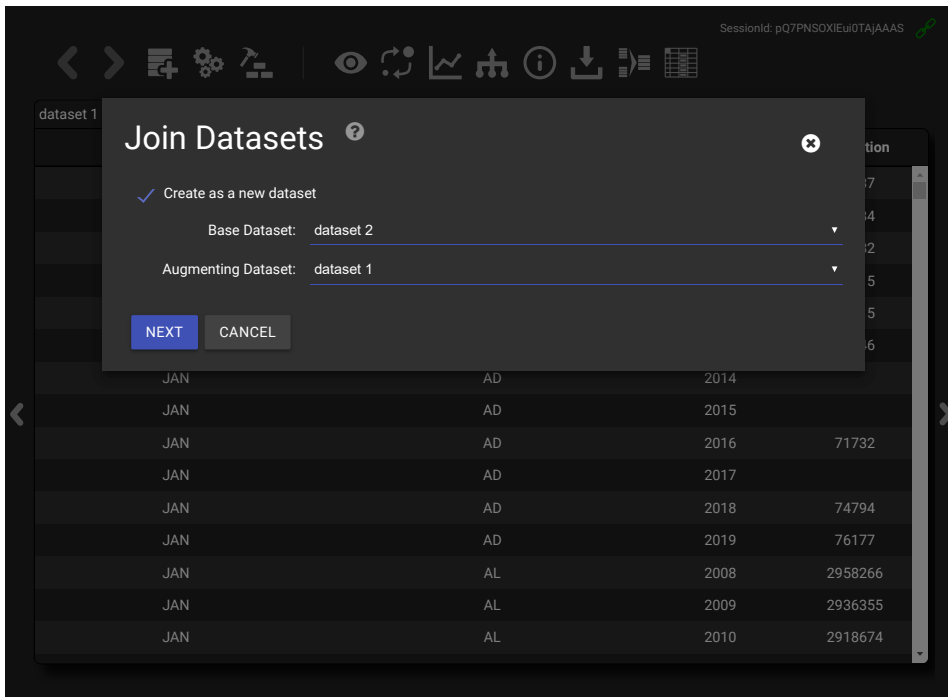 SessionId: pQ7PNSOXlEui0TAjAAAS
dataset 1
Join Datasets
tion
Create as a new dataset
Base Dataset: dataset 2
Augmenting Dataset: dataset 1
NEXT CANCEL
JAN AD 2014
JAN AD 2015
JAN AD 2016 71732
JAN AD 2017
JAN AD 2018 74794
JAN AD 2019 76177
JAN AL 2008 2958266
JAN AL 2009 2936355
JAN AL 2010 2918674